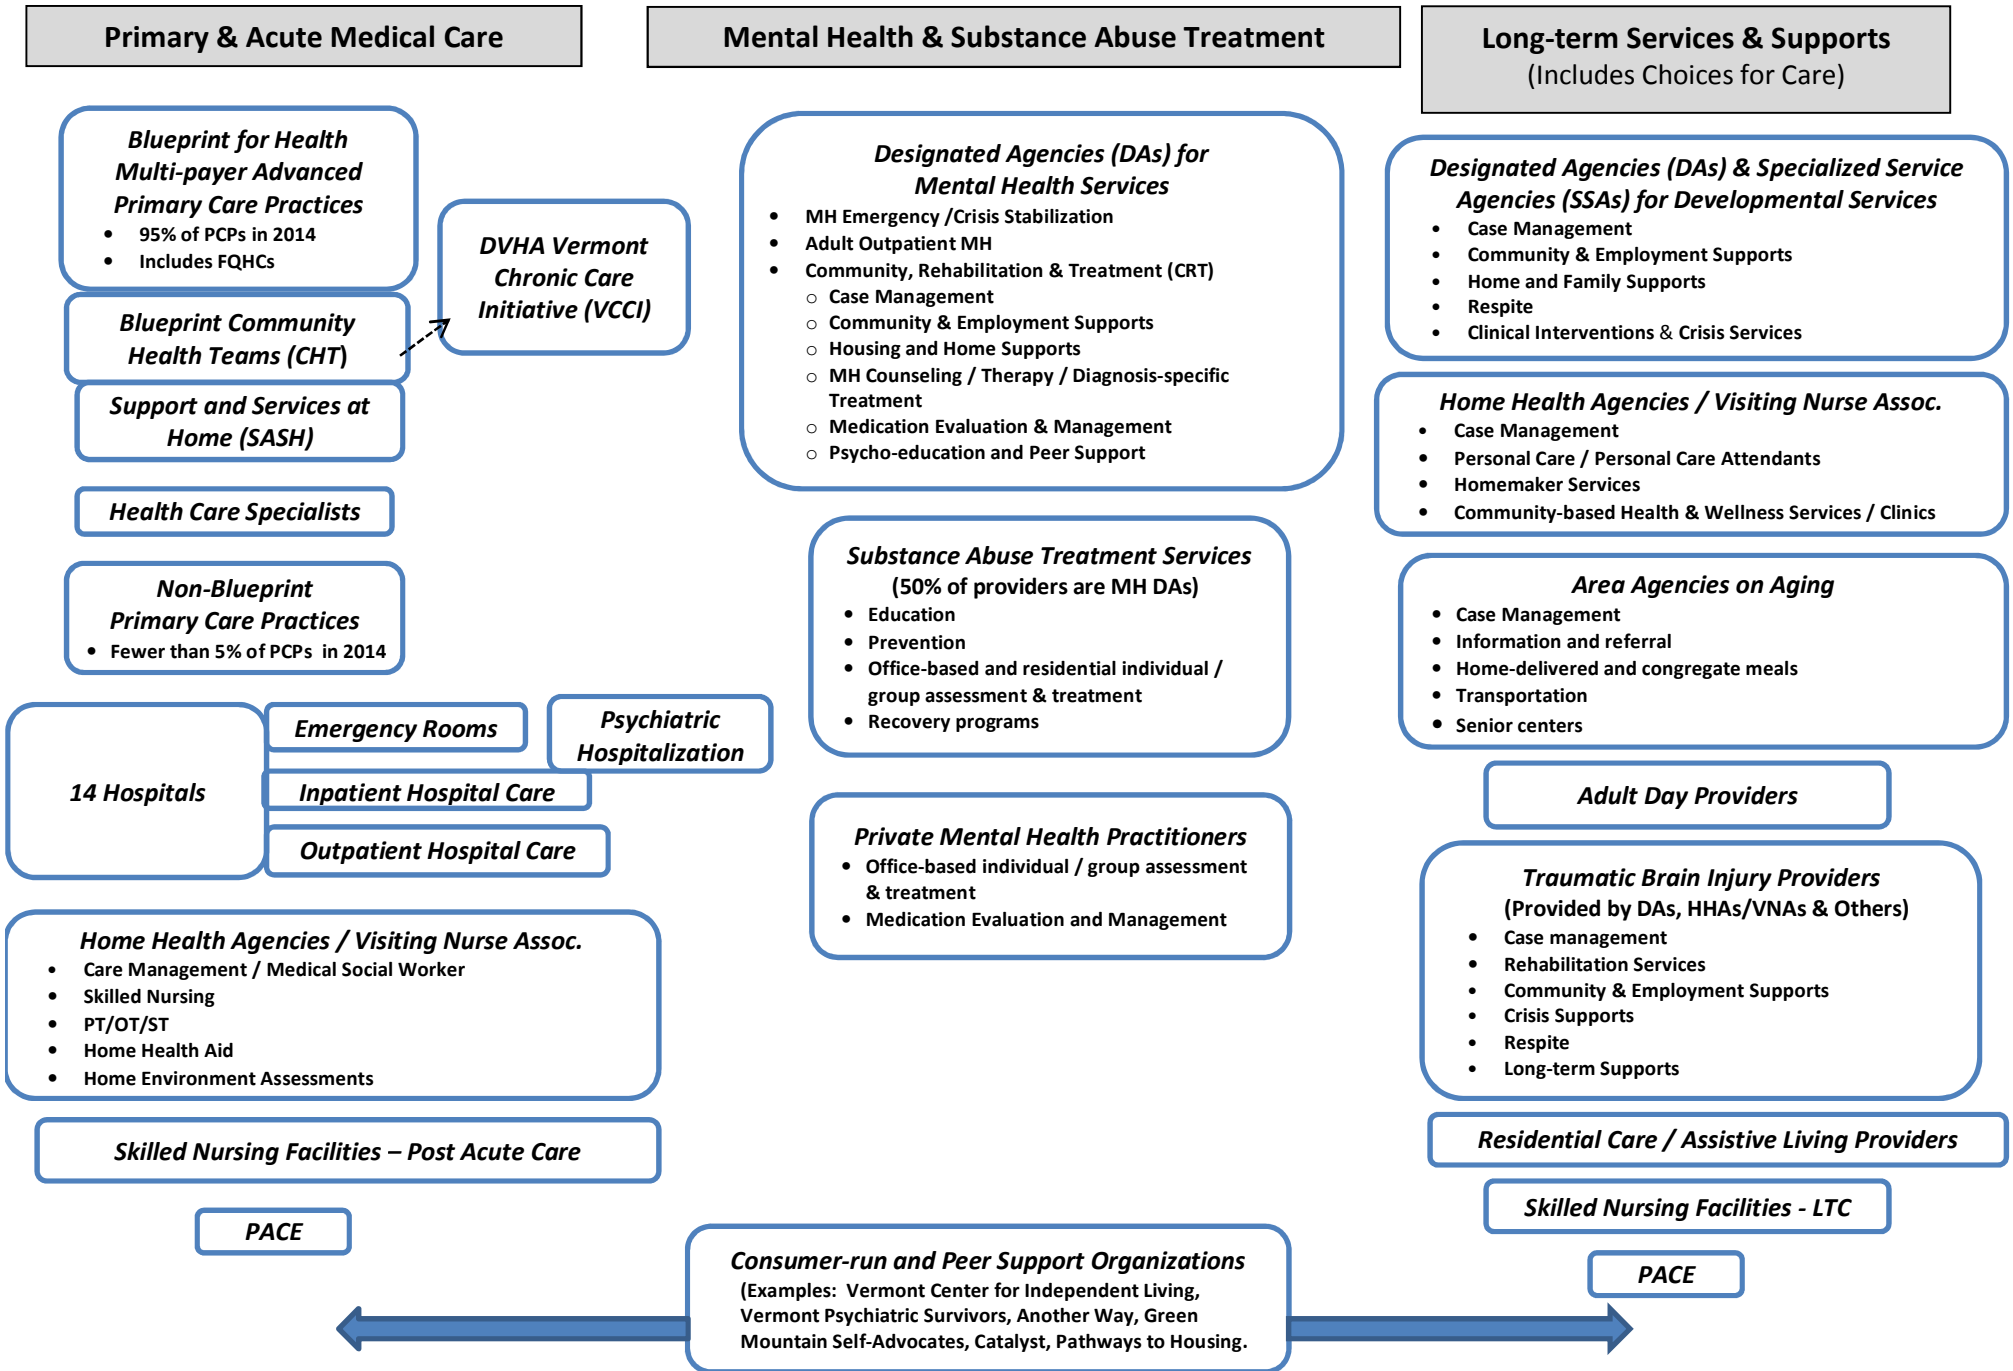 Primary & Acute Medical Care
Blueprint for Health
Multi-payer Advanced
Primary Care Practices
• 95% of PCPs in 2014
• Includes FQHCs
Blueprint Community
Health Teams (CHT)
Support and Services at
Home (SASH)
DVHA Vermont
Chronic Care
Initiative (VCCI)
Health Care Specialists
Non-Blueprint
Primary Care Practices
• Fewer than 5% of PCPs in 2014
14 Hospitals
Emergency Rooms
Psychiatric
Hospitalization
Inpatient Hospital Care
Outpatient Hospital Care
Home Health Agencies / Visiting Nurse Assoc.
• Care Management / Medical Social Worker
• Skilled Nursing
• PT/OT/ST
• Home Health Aid
• Home Environment Assessments
Skilled Nursing Facilities – Post Acute Care
PACE
Mental Health & Substance Abuse Treatment
Designated Agencies (DAs) for
Mental Health Services
• MH Emergency /Crisis Stabilization
• Adult Outpatient MH
• Community, Rehabilitation & Treatment (CRT)
o Case Management
o Community & Employment Supports
o Housing and Home Supports
o MH Counseling / Therapy / Diagnosis-specific
Treatment
o Medication Evaluation & Management
o Psycho-education and Peer Support
Substance Abuse Treatment Services
(50% of providers are MH DAs)
• Education
• Prevention
• Office-based and residential individual /
group assessment & treatment
• Recovery programs
Private Mental Health Practitioners
• Office-based individual / group assessment
& treatment
• Medication Evaluation and Management
Consumer-run and Peer Support Organizations
(Examples: Vermont Center for Independent Living,
Vermont Psychiatric Survivors, Another Way, Green
Mountain Self-Advocates, Catalyst, Pathways to Housing.
Long-term Services & Supports
(Includes Choices for Care)
Designated Agencies (DAs) & Specialized Service
Agencies (SSAs) for Developmental Services
• Case Management
• Community & Employment Supports
• Home and Family Supports
• Respite
• Clinical Interventions & Crisis Services
Home Health Agencies / Visiting Nurse Assoc.
• Case Management
• Personal Care / Personal Care Attendants
• Homemaker Services
• Community-based Health & Wellness Services / Clinics
Area Agencies on Aging
• Case Management
• Information and referral
• Home-delivered and congregate meals
• Transportation
• Senior centers
Adult Day Providers
Traumatic Brain Injury Providers
(Provided by DAs, HHAs/VNAs & Others)
• Case management
• Rehabilitation Services
• Community & Employment Supports
• Crisis Supports
• Respite
• Long-term Supports
Residential Care / Assistive Living Providers
Skilled Nursing Facilities - LTC
PACE